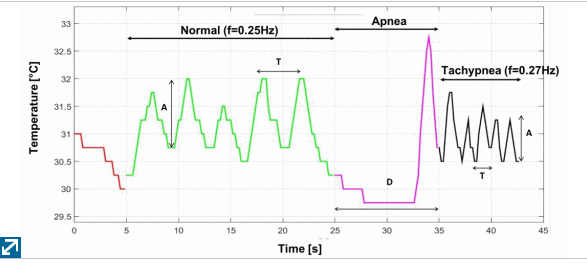 Apnea
Normal (f=0.25Hz)
Tachypnea (f=0.27Hz)
T
A
A
T
D
Temperature [°C]
33
32.5
32
31.5
31
30.5
30
29.5
0 5 10 15 20 25 30 35 40 45
Time [s]